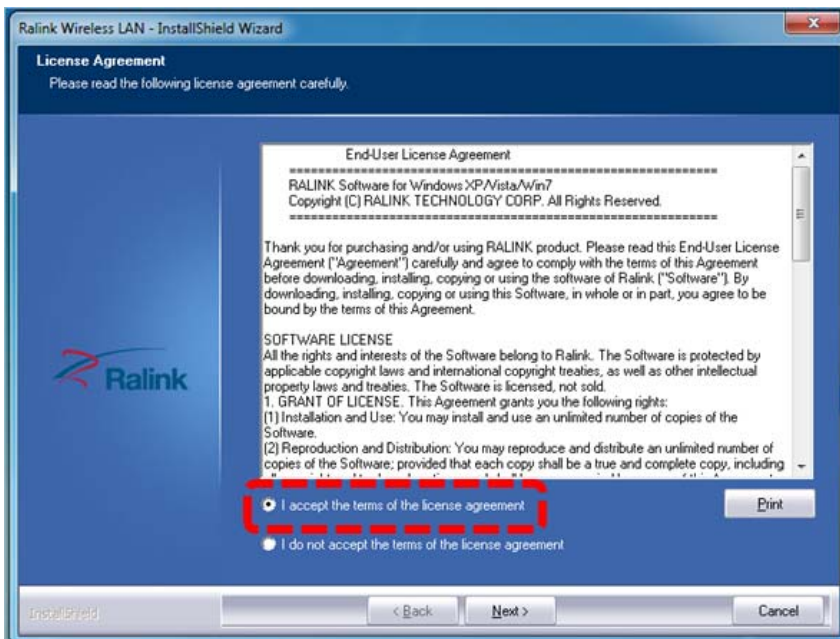 Ralink Wireless LAN - InstallShield Wizard
License Agreement
Please read the following license agreement carefully.
End-User License Agreement
============================================================
RALINK Software for Windows XP/Vista/Win7
Copyright (C) RALINK TECHNOLOGY CORP. All Rights Reserved.
============================================================
Thank you for purchasing and/or using RALINK product. Please read this End-User License
Agreement ("Agreement") carefully and agree to comply with the terms of this Agreement
before downloading, installing, copying or using the software of Ralink ("Software"). By
downloading, installing, copying or using this Software, in whole or in part, you agree to be
bound by the terms of this Agreement.
SOFTWARE LICENSE
All the rights and interests of the Software belong to Ralink. The Software is protected by
applicable copyright laws and international copyright treaties, as well as other intellectual
property laws and treaties. The Software is licensed, not sold.
1. GRANT OF LICENSE. This Agreement grants you the following rights:
(1) Installation and Use: You may install and use an unlimited number of copies of the
Software.
(2) Reproduction and Distribution: You may reproduce and distribute an unlimited number of
copies of the Software; provided that each copy shall be a true and complete copy, including
Ralink
I accept the terms of the license agreement
Print
I do not accept the terms of the license agreement
InstallShield
< Back
Next >
Cancel